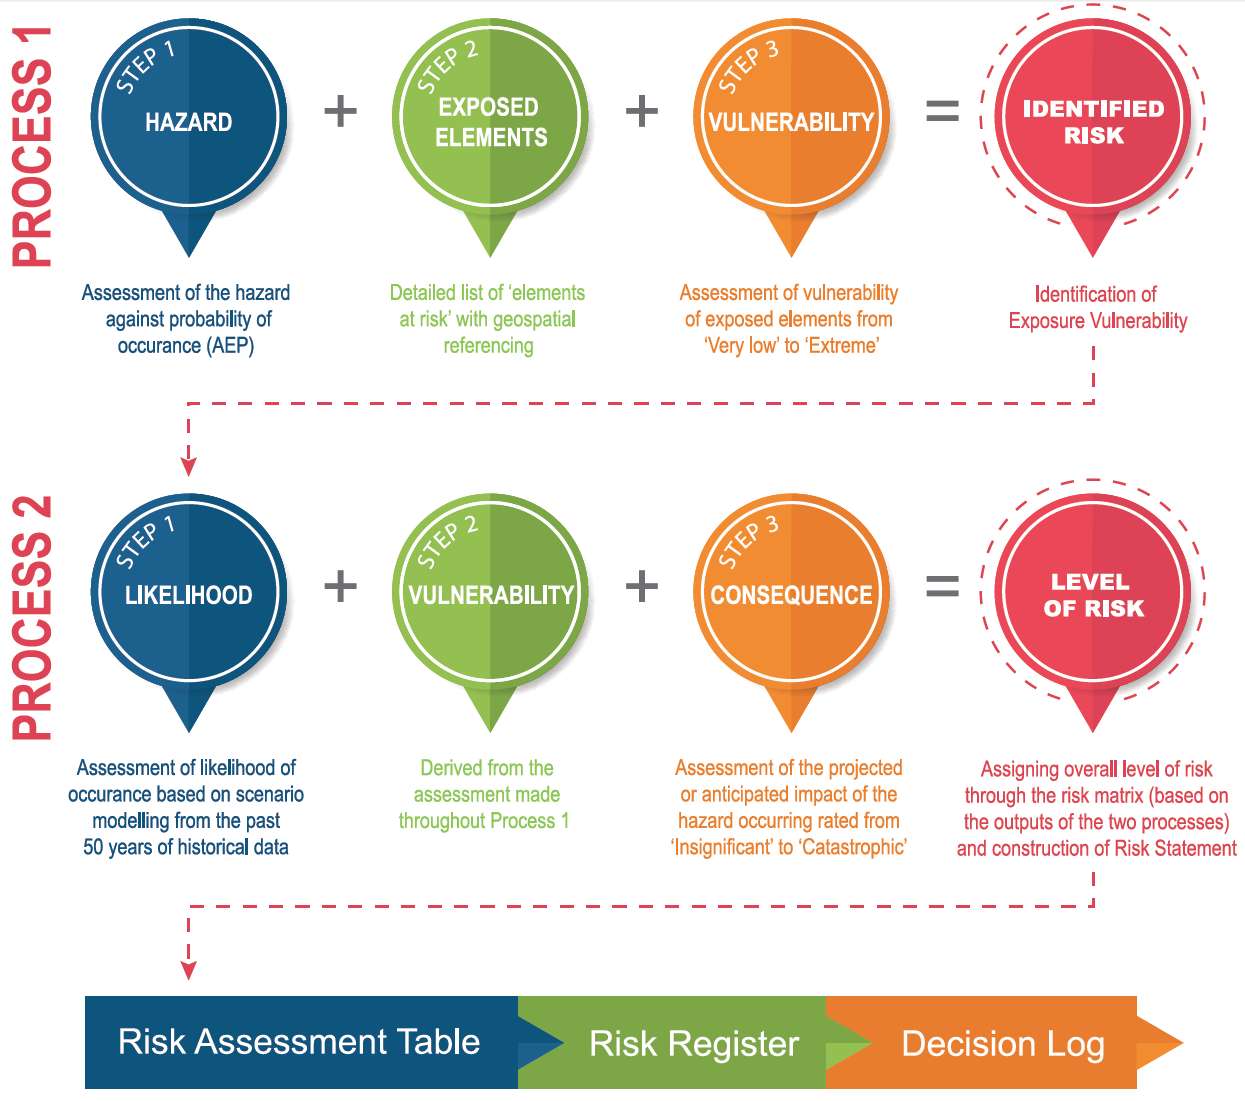 PROCESS 1
STEP 1
HAZARD
+
STEP 2
EXPOSED
ELEMENTS
+
STEP 3
VULNERABILITY
=
IDENTIFIED
RISK
Assessment of the hazard
against probability of
occurance (AEP)
Detailed list of ‘elements
at risk’ with geospatial
referencing
Assessment of vulnerability
of exposed elements from
‘Very low’ to ‘Extreme’
Identification of
Exposure Vulnerability
PROCESS 2
STEP 1
LIKELIHOOD
+
STEP 2
VULNERABILITY
+
STEP 3
CONSEQUENCE
=
LEVEL
OF RISK
Assessment of likelihood of
occurance based on scenario
modelling from the past
50 years of historical data
Derived from the
assessment made
throughout Process 1
Assessment of the projected
or anticipated impact of the
hazard occurring rated from
‘Insignificant’ to ‘Catastrophic’
Assigning overall level of risk
through the risk matrix (based on
the outputs of the two processes)
and construction of Risk Statement
Risk Assessment Table
Risk Register
Decision Log